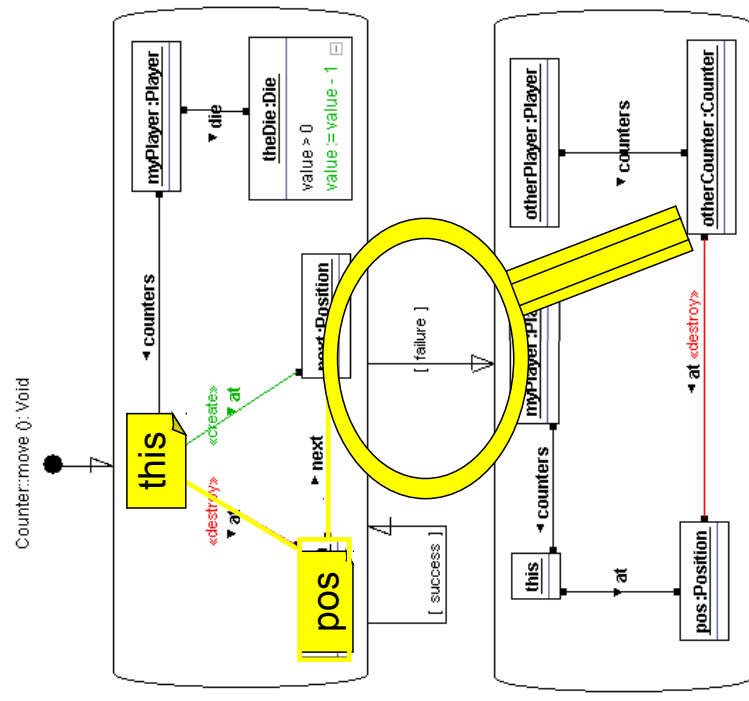 Counter::move (): Void
myPlayer :Player
die
theDie :Die
value > 0
value := value - 1
counters
this
«create»
at
«destroy»
at
next :Position
next
pos
[ failure ]
[ success ]
otherPlayer :Player
counters
otherCounter :Counter
at «destroy»
myPlayer
counters
this
at
pos :Position